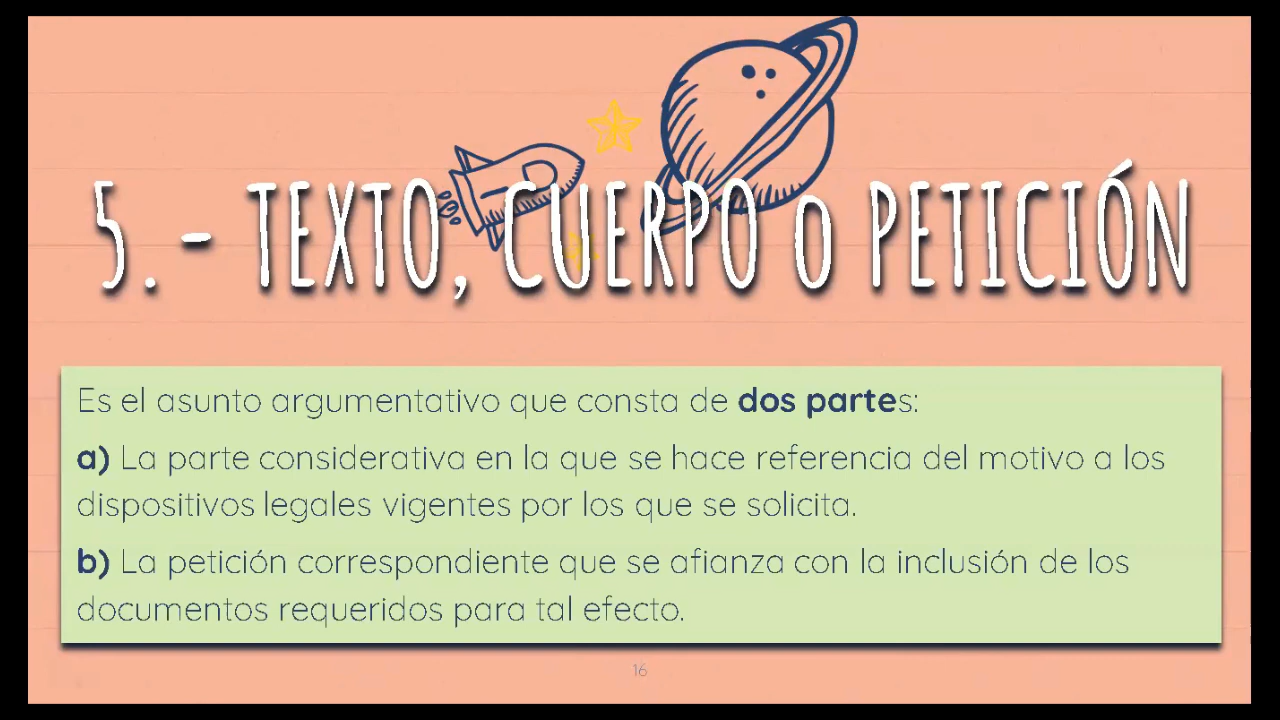 5.- TEXTO, CUERPO o PETICIÓN
Es el asunto argumentativo que consta de dos partes:
a) La parte considerativa en la que se hace referencia del motivo a los
dispositivos legales vigentes por los que se solicita.
b) La petición correspondiente que se afianza con la inclusión de los
documentos requeridos para tal efecto.
16